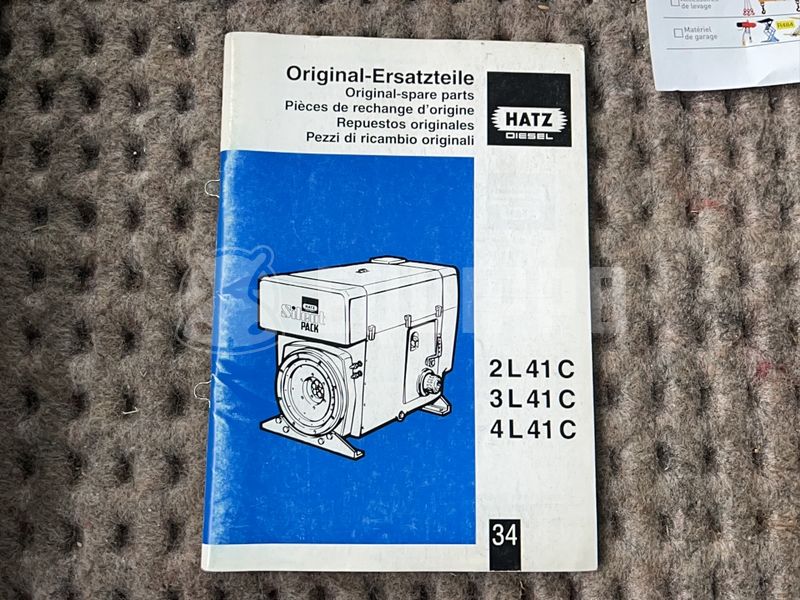 Original-Ersatzteile
Original-spare parts
Pièces de rechange d'origine
Repuestos originales
Pezzi di ricambio originali
HATZ
DIESEL
HATZ
Silent
PACK
2L41C
3L41C
4L41C
34
de levage
Matériel
de garage